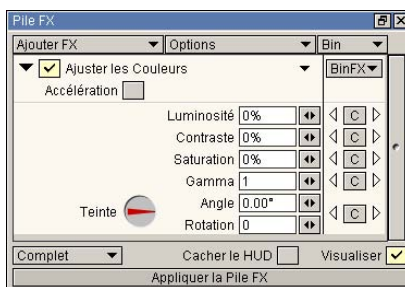 Pile FX
Ajouter FX Options Bin
Ajuster les Couleurs BinFX
Accélération
Luminosité 0% C
Contraste 0% C
Saturation 0% C
Gamma 1 C
Angle 0.00°
Teinte C
Rotation 0
Complet Cacher le HUD Visualiser
Appliquer la Pile FX